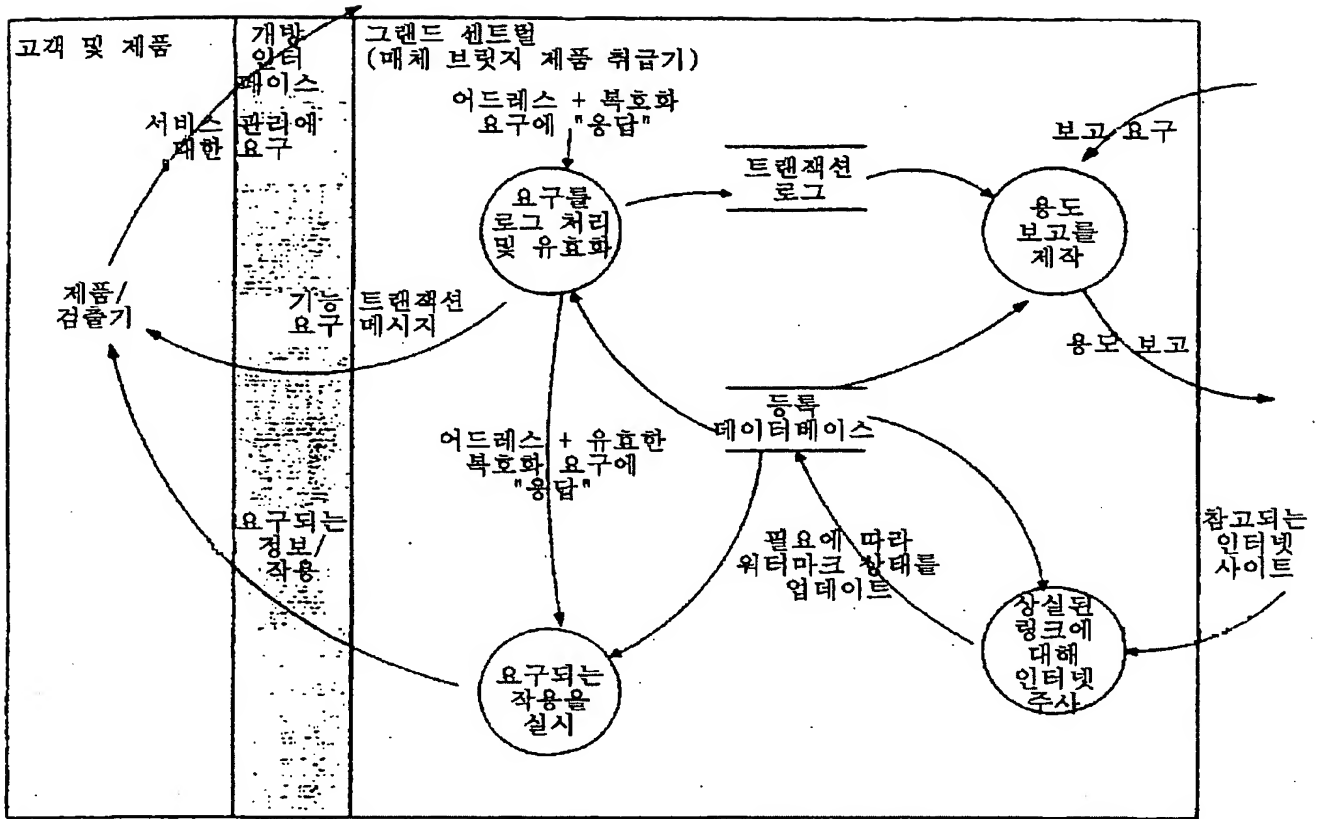 고객 및 제품
개방
인터
페이스
그랜드 센트럴
(매체 브릿지 제품 취급기)
어드레스 + 복호화
요구에 "응답"
서비스 관리에
대한 요구
보고 요구
트랜잭션
로그
요구를
로그 처리
및 유효화
용도
보고를
제작
제품/
검출기
기능 트랜잭션
요구 메시지
용도 보고
등록
데이터베이스
어드레스 + 유효한
복호화 요구에
"응답"
요구되는
정보/
작용
필요에 따라
워터마크 상태를
업데이트
참고되는
인터넷
사이트
상실된
링크에
대해
인터넷
주사
요구되는
작용을
실시